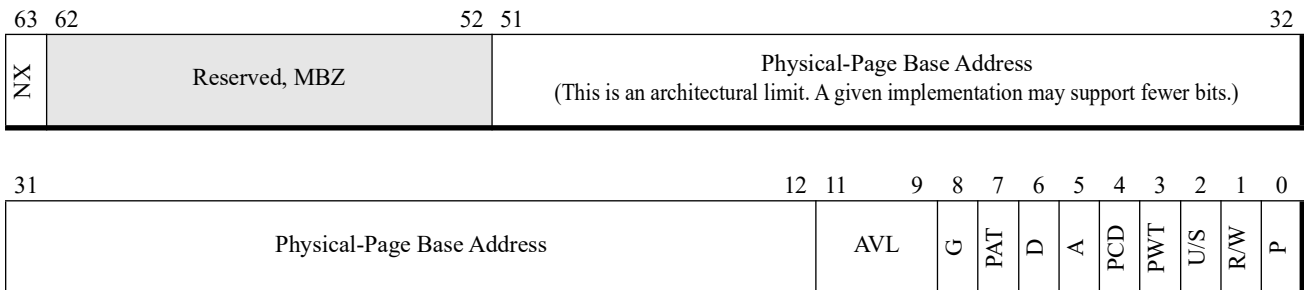 63 62 52 51 32
NX Reserved, MBZ Physical-Page Base Address
(This is an architectural limit. A given implementation may support fewer bits.)
31 12 11 9 8 7 6 5 4 3 2 1 0
Physical-Page Base Address AVL G PAT D A PCD PWT U/S R/W P